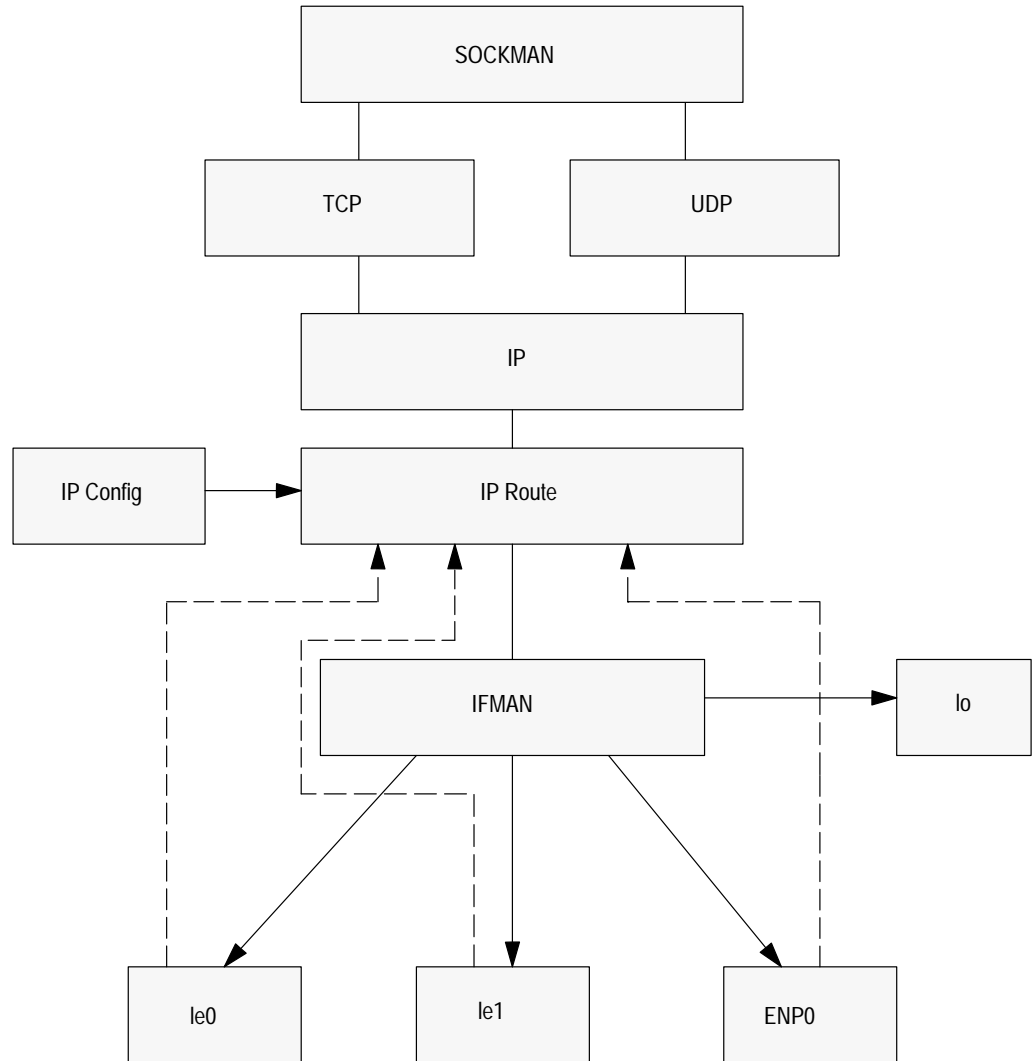 SOCKMAN
TCP
UDP
IP
IP Config
IP Route
IFMAN
lo
le0
le1
ENP0